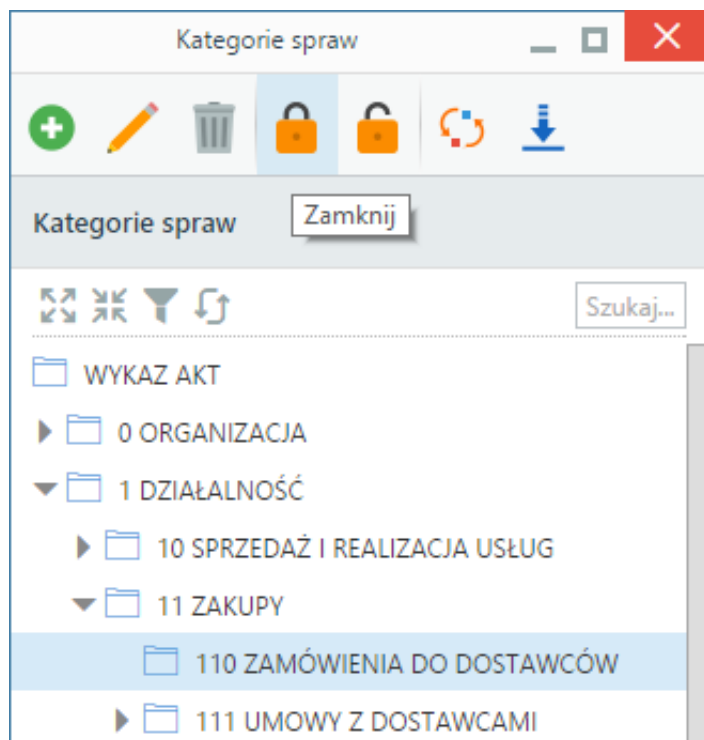 Kategorie spraw
Kategorie spraw
Zamknij
Szukaj...
WYKAZ AKT
0 ORGANIZACJA
1 DZIAŁALNOŚĆ
10 SPRZEDAŻ I REALIZACJA USŁUG
11 ZAKUPY
110 ZAMÓWIENIA DO DOSTAWCÓW
111 UMOWY Z DOSTAWCAMI